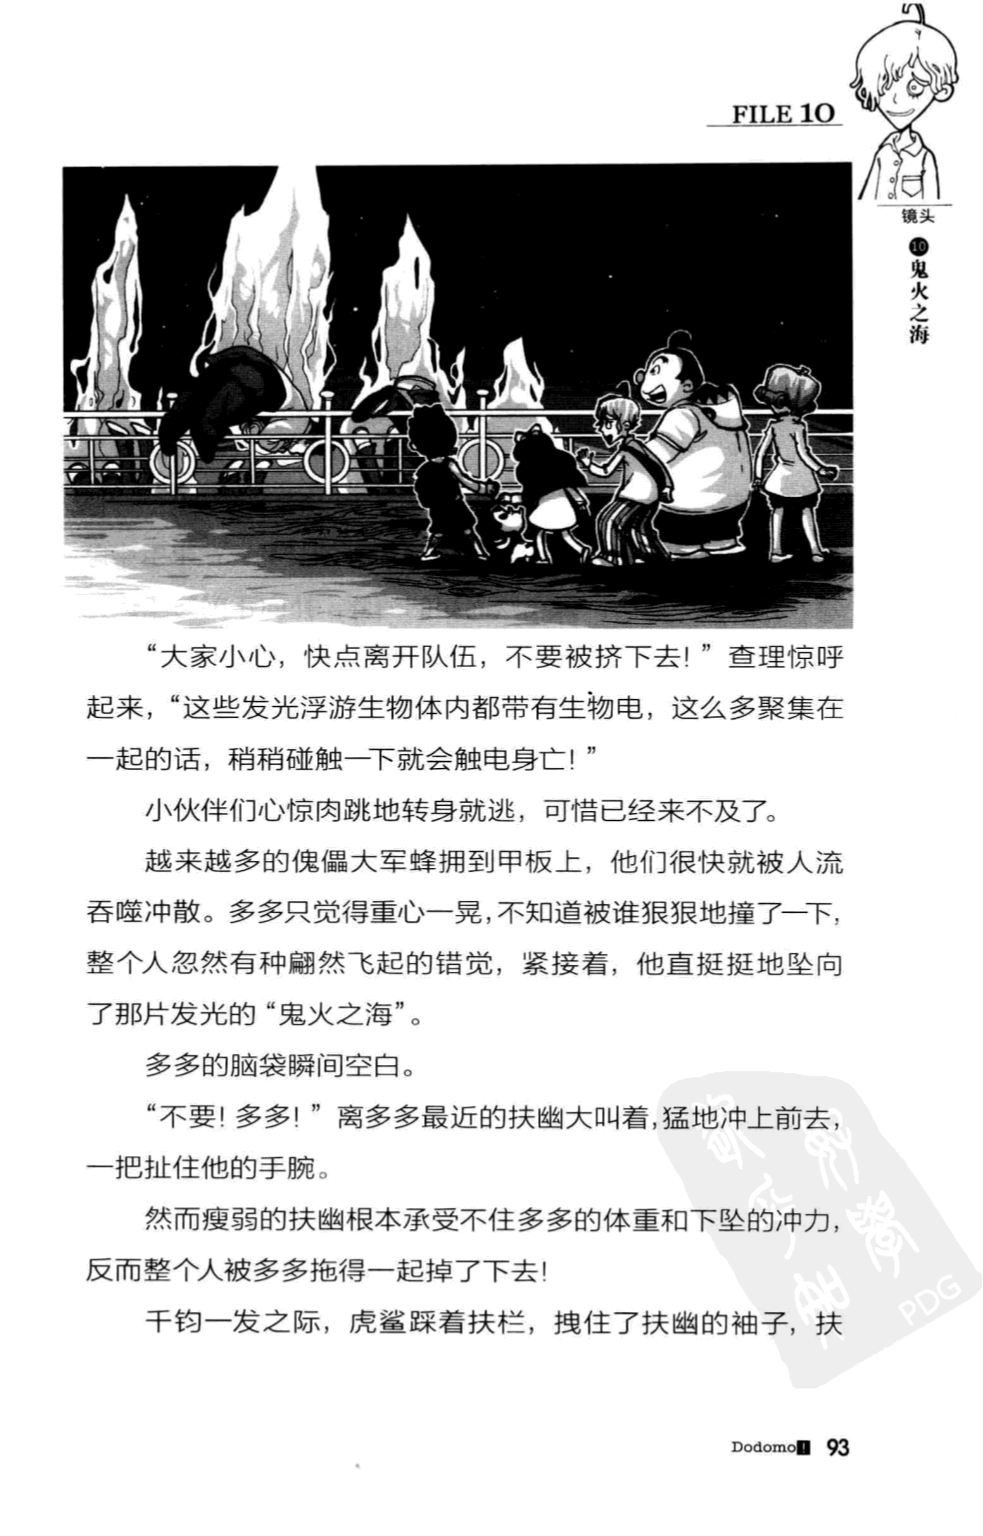 FILE 10
镜头
10
鬼火之海
“大家小心，快点离开队伍，不要被挤下去！”查理惊呼
起来，“这些发光浮游生物体内都带有生物电，这么多聚集在
一起的话，稍稍碰触一下就会触电身亡！”
小伙伴们心惊肉跳地转身就逃，可惜已经来不及了。
越来越多的傀儡大军蜂拥到甲板上，他们很快就被人流
吞噬冲散。多多只觉得重心一晃，不知道被谁狠狠地撞了一下，
整个人忽然有种翩然飞起的错觉，紧接着，他直挺挺地坠向
了那片发光的“鬼火之海”。
多多的脑袋瞬间空白。
“不要！多多！”离多多最近的扶幽大叫着，猛地冲上前去，
一把扯住他的手腕。
然而瘦弱的扶幽根本承受不住多多的体重和下坠的冲力，
反而整个人被多多拖得一起掉了下去！
千钧一发之际，虎鲨踩着扶栏，拽住了扶幽的袖子，扶
PDG
Dodomo! 93